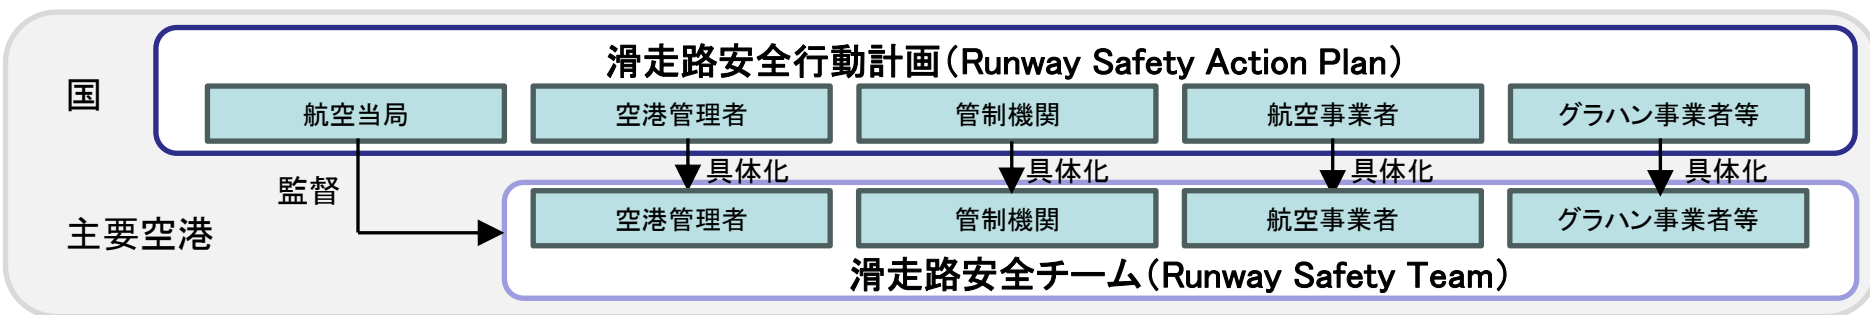 滑走路安全行動計画(Runway Safety Action Plan)
国
航空当局 空港管理者 管制機関 航空事業者 グラハン事業者等
監督 具体化 具体化 具体化 具体化
主要空港
空港管理者 管制機関 航空事業者 グラハン事業者等
滑走路安全チーム(Runway Safety Team)